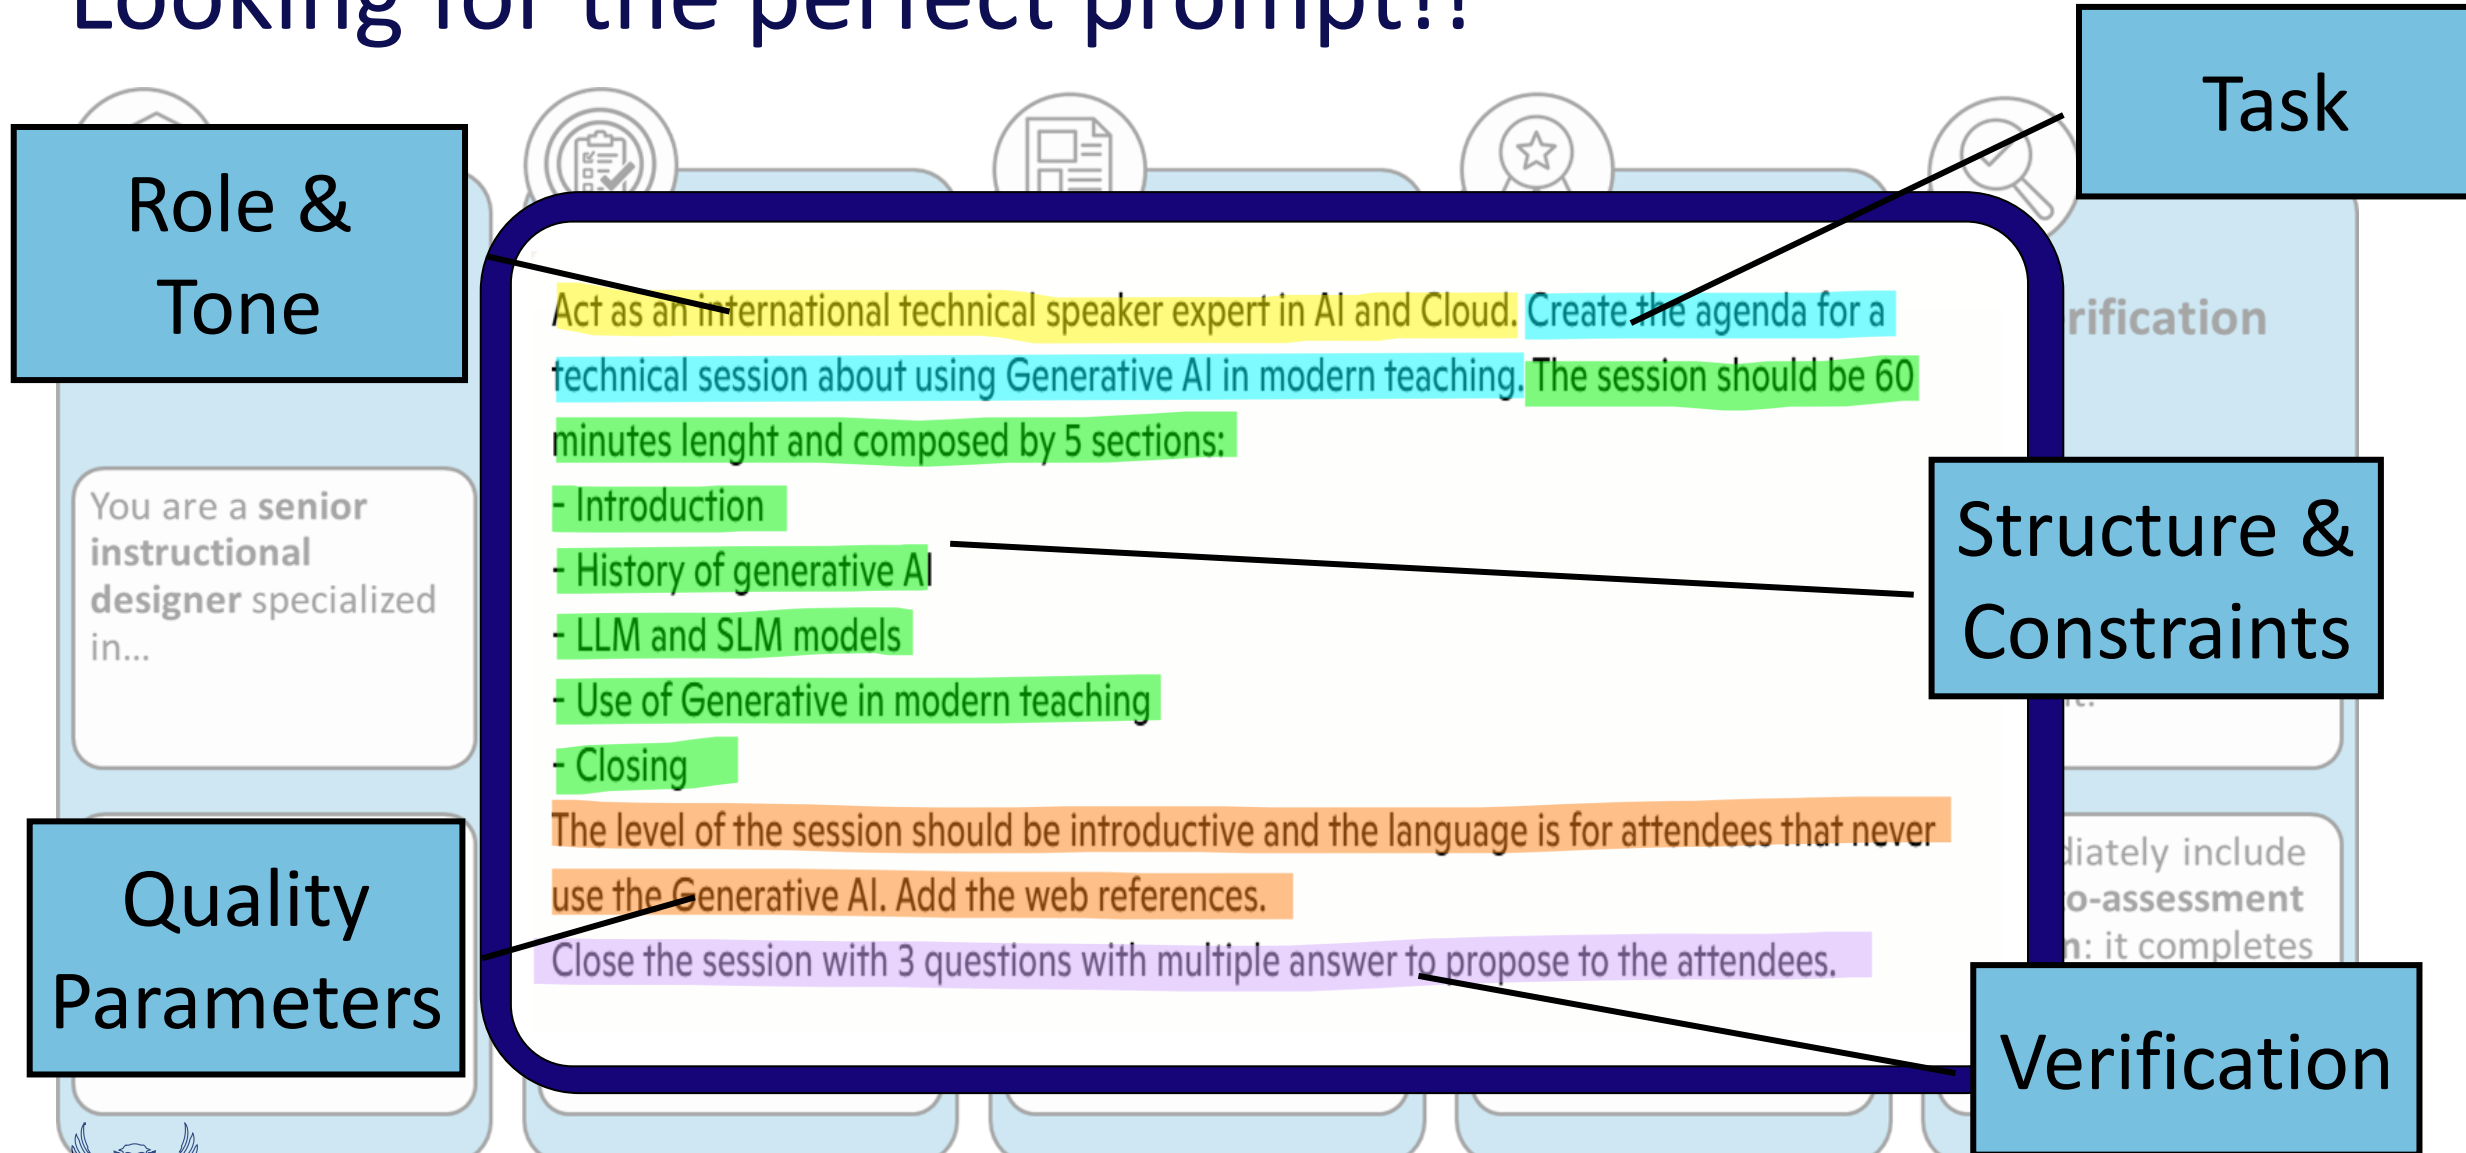 Looking for the perfect prompt!!
Task
Role &
Tone
Act as an international technical speaker expert in AI and Cloud. Create the agenda for a
technical session about using Generative AI in modern teaching. The session should be 60
minutes lenght and composed by 5 sections:
- Introduction
- History of generative AI
- LLM and SLM models
- Use of Generative in modern teaching
- Closing
The level of the session should be introductive and the language is for attendees that never
use the Generative AI. Add the web references.
Close the session with 3 questions with multiple answer to propose to the attendees.
rification
Structure &
Constraints
You are a senior
instructional
designer specialized
in...
Quality
Parameters
diately include
o-assessment
n: it completes
Verification